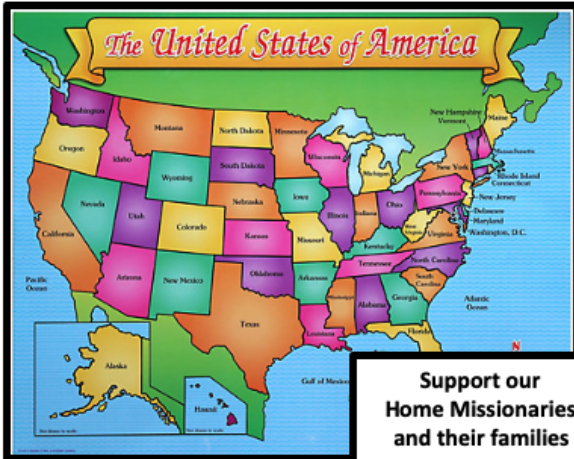 The United States of America
Washington
Montana
North Dakota
Minnesota
Oregon
Idaho
Wyoming
South Dakota
Wisconsin
Michigan
New Hampshire
Vermont
Maine
Massachusetts
New York
Rhode Island
Connecticut
Nevada
Utah
Colorado
Nebraska
Iowa
Illinois
Indiana
Ohio
Pennsylvania
New Jersey
Delaware
Maryland
Washington, D.C.
California
Kansas
Missouri
Kentucky
West
Virginia
Virginia
Arizona
New Mexico
Oklahoma
Arkansas
Tennessee
North Carolina
South
Carolina
Pacific
Ocean
Texas
Louisiana
Mississippi
Alabama
Georgia
Atlantic
Ocean
Florida
N
Alaska
Hawaii
Gulf of Mexico
Support our
Home Missionaries
and their families